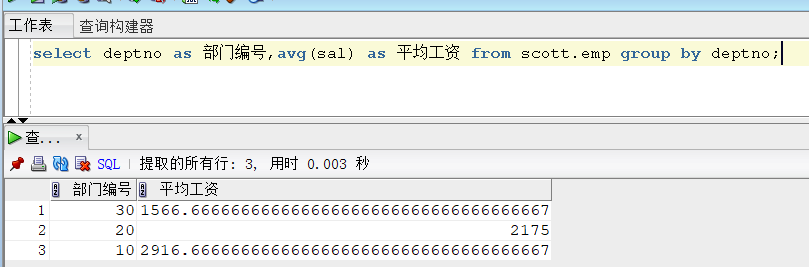 工作表 查询构建器
select deptno as 部门编号,avg(sal) as 平均工资 from scott.emp group by deptno;
查... x
SQL | 提取的所有行: 3, 用时 0.003 秒
部门编号 平均工资
1 30 1566.666666666666666666666666666666666667
2 20 2175
3 10 2916.666666666666666666666666666666666667